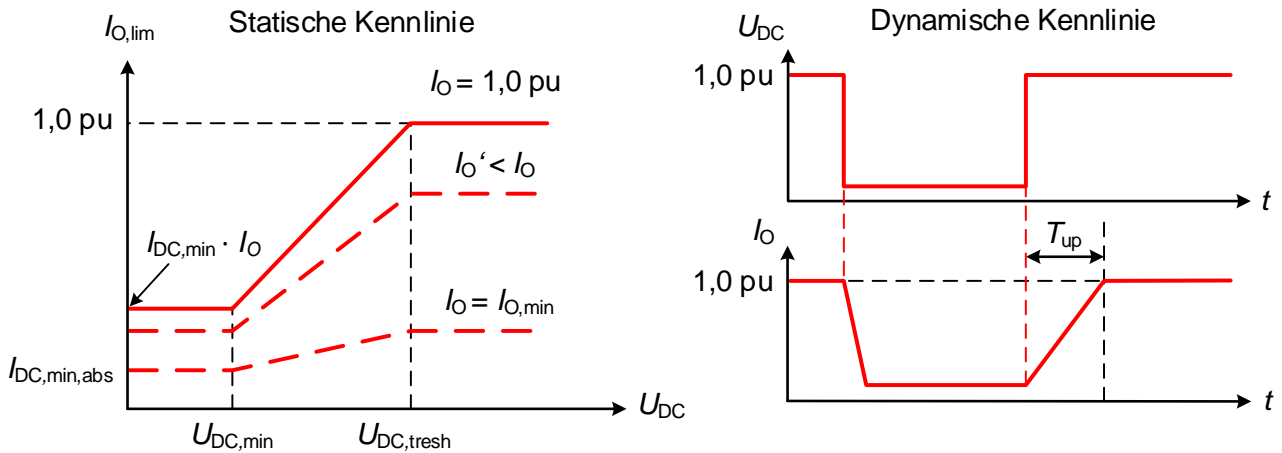 Statische Kennlinie
I_O,lim
I_O = 1,0 pu
1,0 pu
I_O‘ < I_O
I_DC,min · I_O
I_O = I_O,min
I_DC,min,abs
U_DC
U_DC,min
U_DC,tresh
Dynamische Kennlinie
U_DC
1,0 pu
t
I_O
T_up
1,0 pu
t